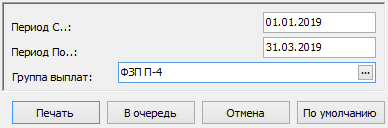 Период С..: 01.01.2019
Период По..: 31.03.2019
Группа выплат: ФЗП П-4 ...
Печать В очередь Отмена По умолчанию